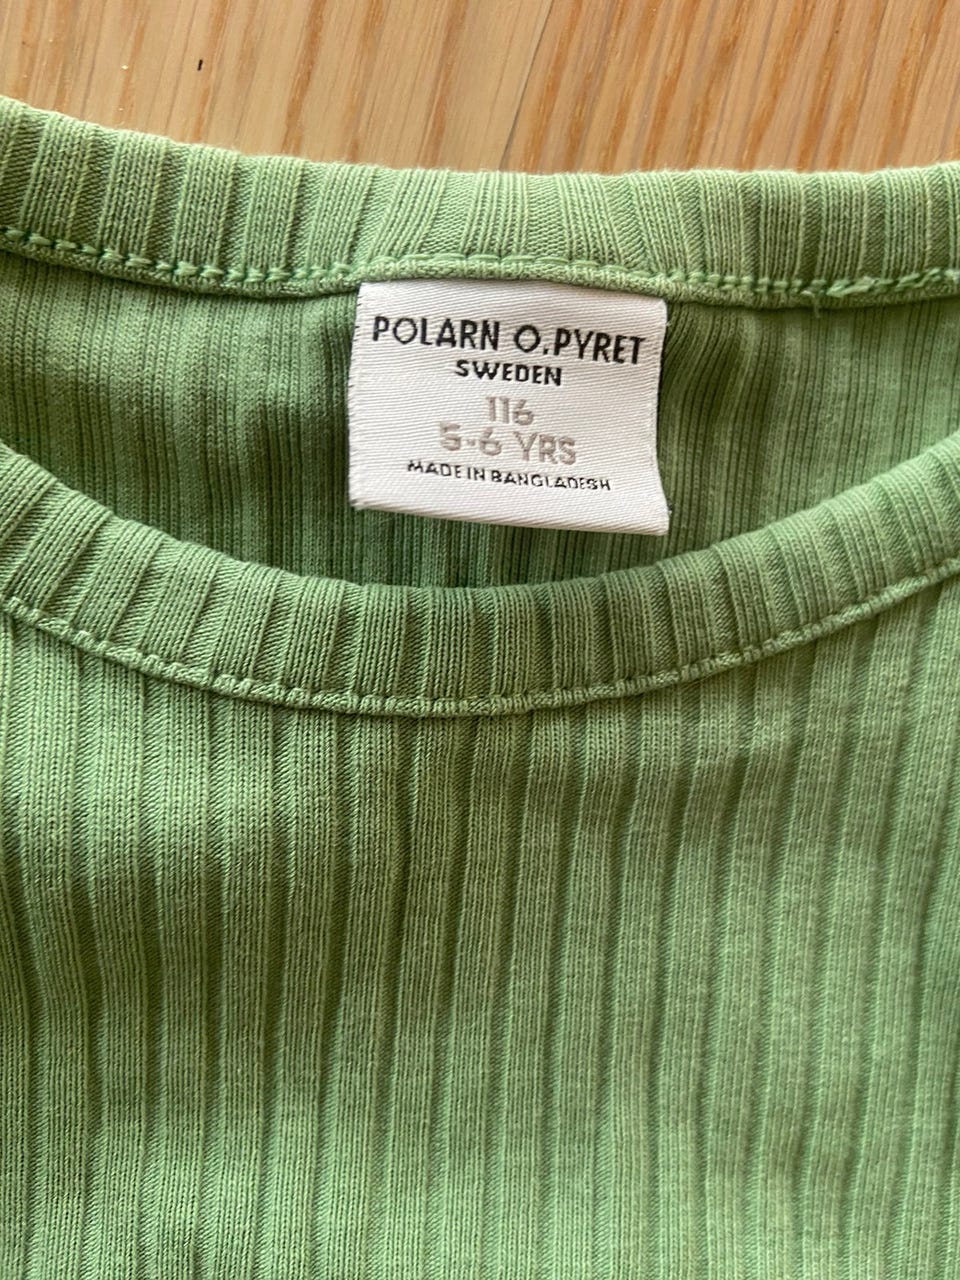 POLARN O.PYRET
SWEDEN
116
5-6 YRS
MADE IN BANGLADESH